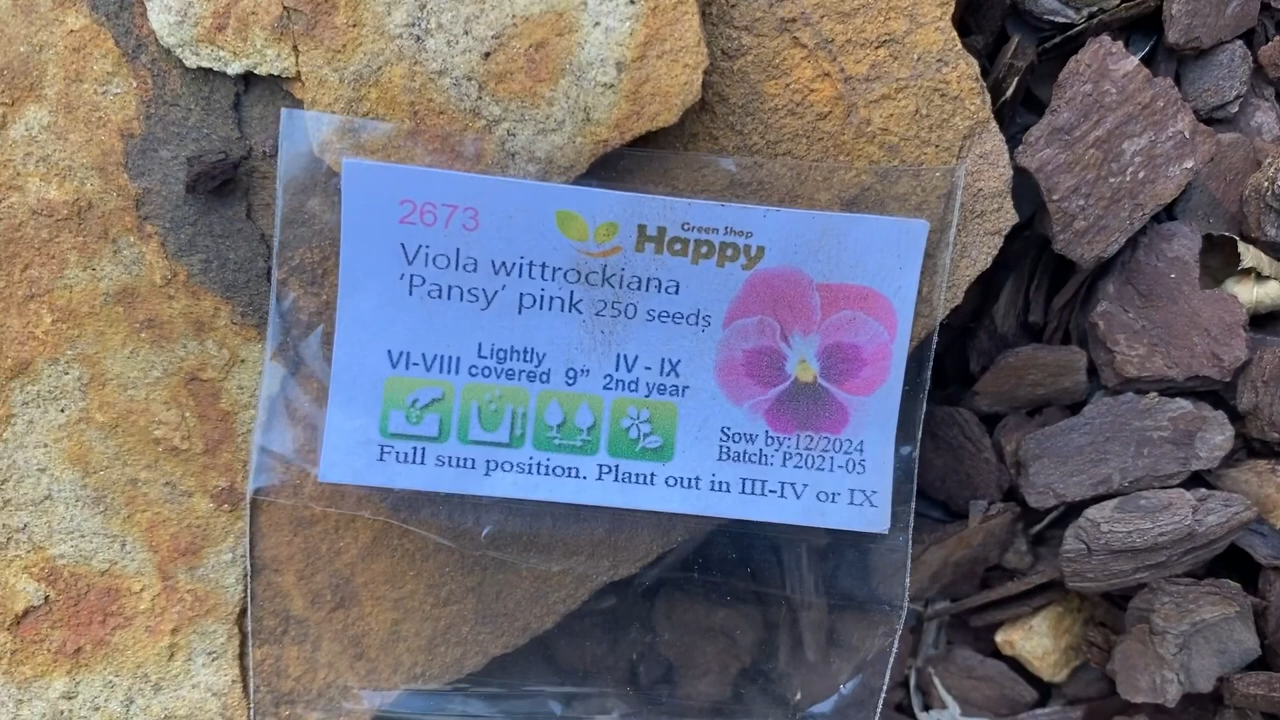 2673
Green Shop
Happy
Viola wittrockiana
'Pansy' pink 250 seeds
VI-VIII Lightly covered 9” IV - IX 2nd year
Sow by:12/2024
Batch: P2021-05
Full sun position. Plant out in III-IV or IX